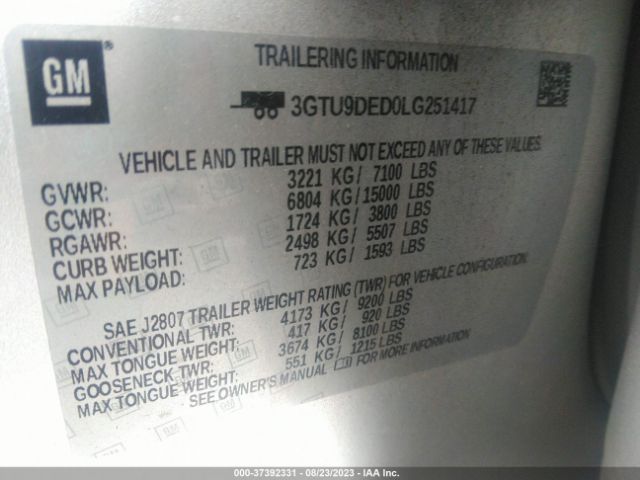 GM®
TRAILERING INFORMATION
3GTU9DED0LG251417
VEHICLE AND TRAILER MUST NOT EXCEED ANY OF THESE VALUES.
GVWR: 3221 KG/ 7100 LBS
GCWR: 6804 KG/ 15000 LBS
RGAWR: 1724 KG/ 3800 LBS
CURB WEIGHT: 2498 KG/ 5507 LBS
MAX PAYLOAD: 723 KG/ 1593 LBS
SAE J2807 TRAILER WEIGHT RATING (TWR) FOR VEHICLE CONFIGURATION.
CONVENTIONAL TWR: 4173 KG/ 9200 LBS
MAX TONGUE WEIGHT: 417 KG/ 920 LBS
GOOSENECK TWR: 3674 KG/ 8100 LBS
MAX TONGUE WEIGHT: 551 KG/ 1215 LBS
SEE OWNER'S MANUAL FOR MORE INFORMATION.
000-37392331 - 08/23/2023 - IAA Inc.